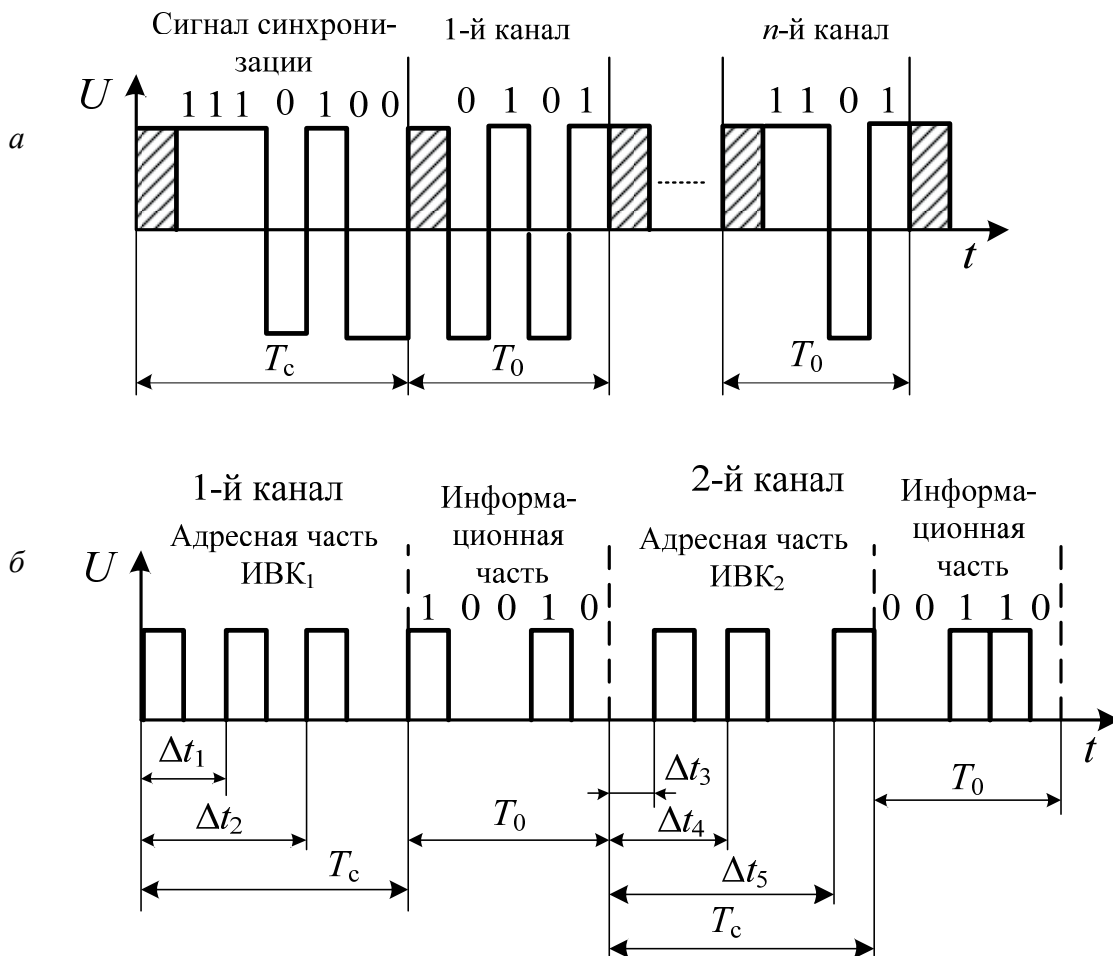 Сигнал синхрони-
зации
1-й канал
n-й канал
а
U
1 1 1 0 1 0 0
0 1 0 1
1 1 0 1
t
Tс
T0
T0
1-й канал
2-й канал
Адресная часть
ИВК1
Информа-
ционная
часть
Адресная часть
ИВК2
Информа-
ционная
часть
б
U
1 0 0 1 0
0 0 1 1 0
t
Δt1
Δt3
T0
Δt2
T0
Δt4
Tс
Δt5
Tс